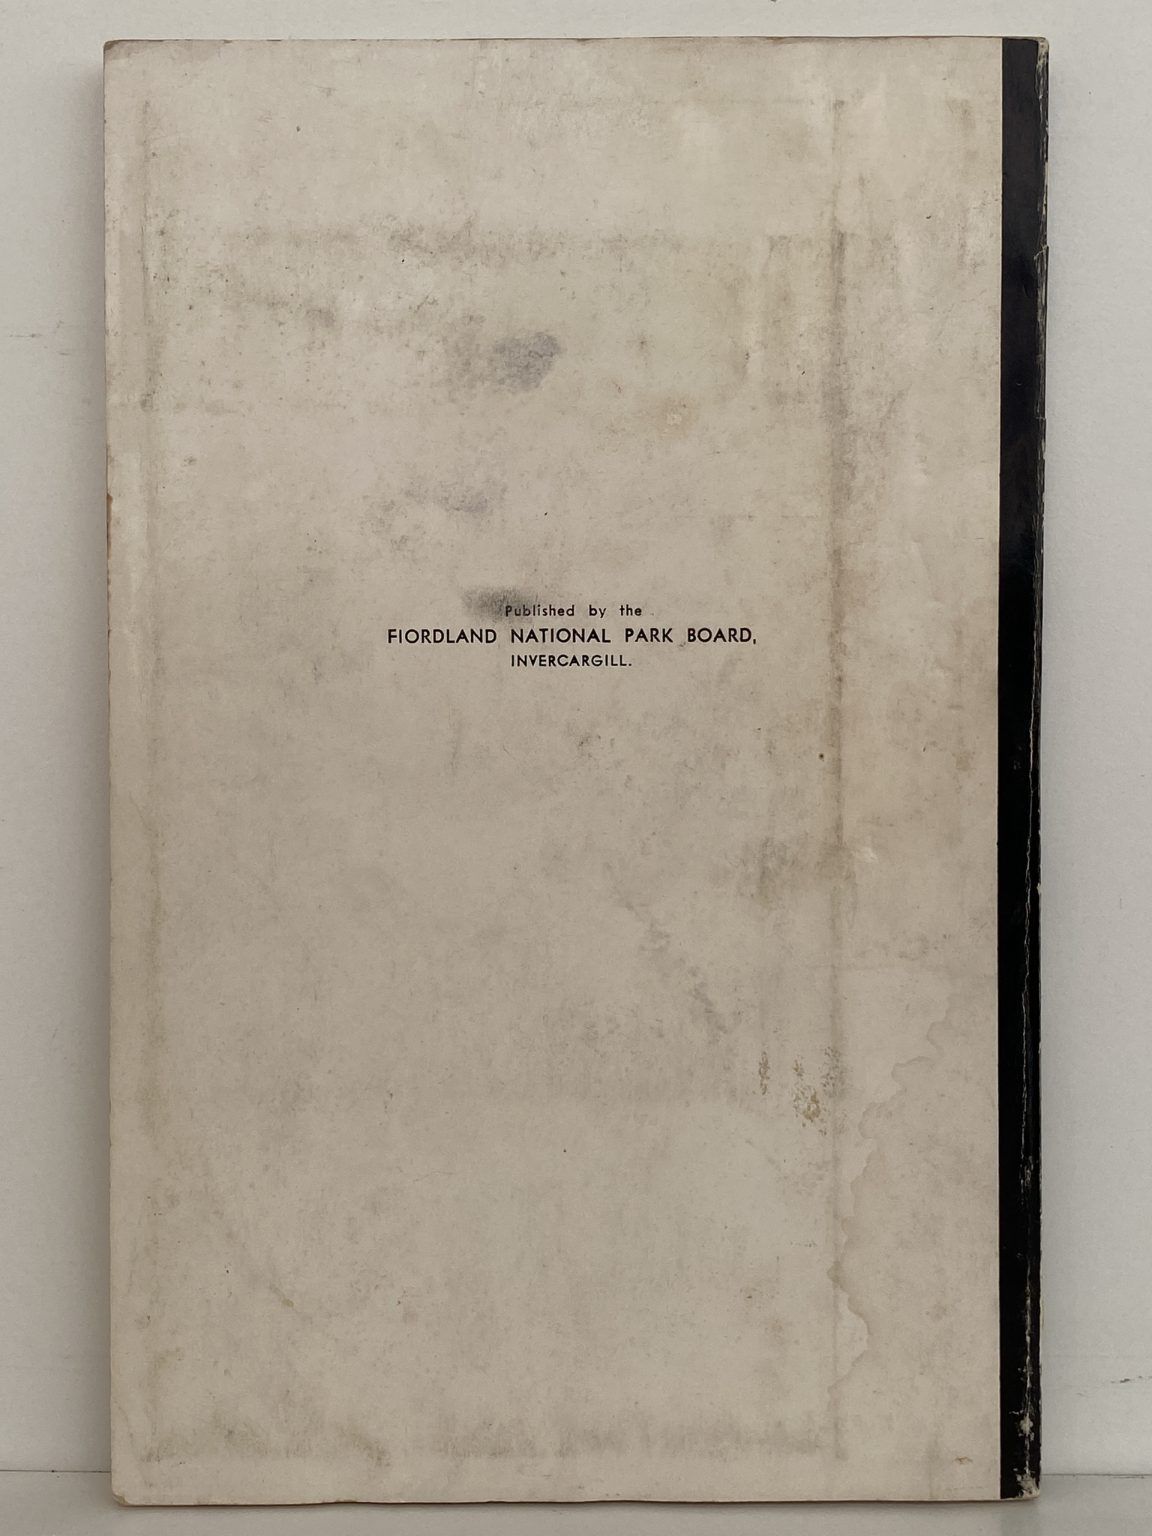 Published by the
FIORDLAND NATIONAL PARK BOARD,
INVERCARGILL.